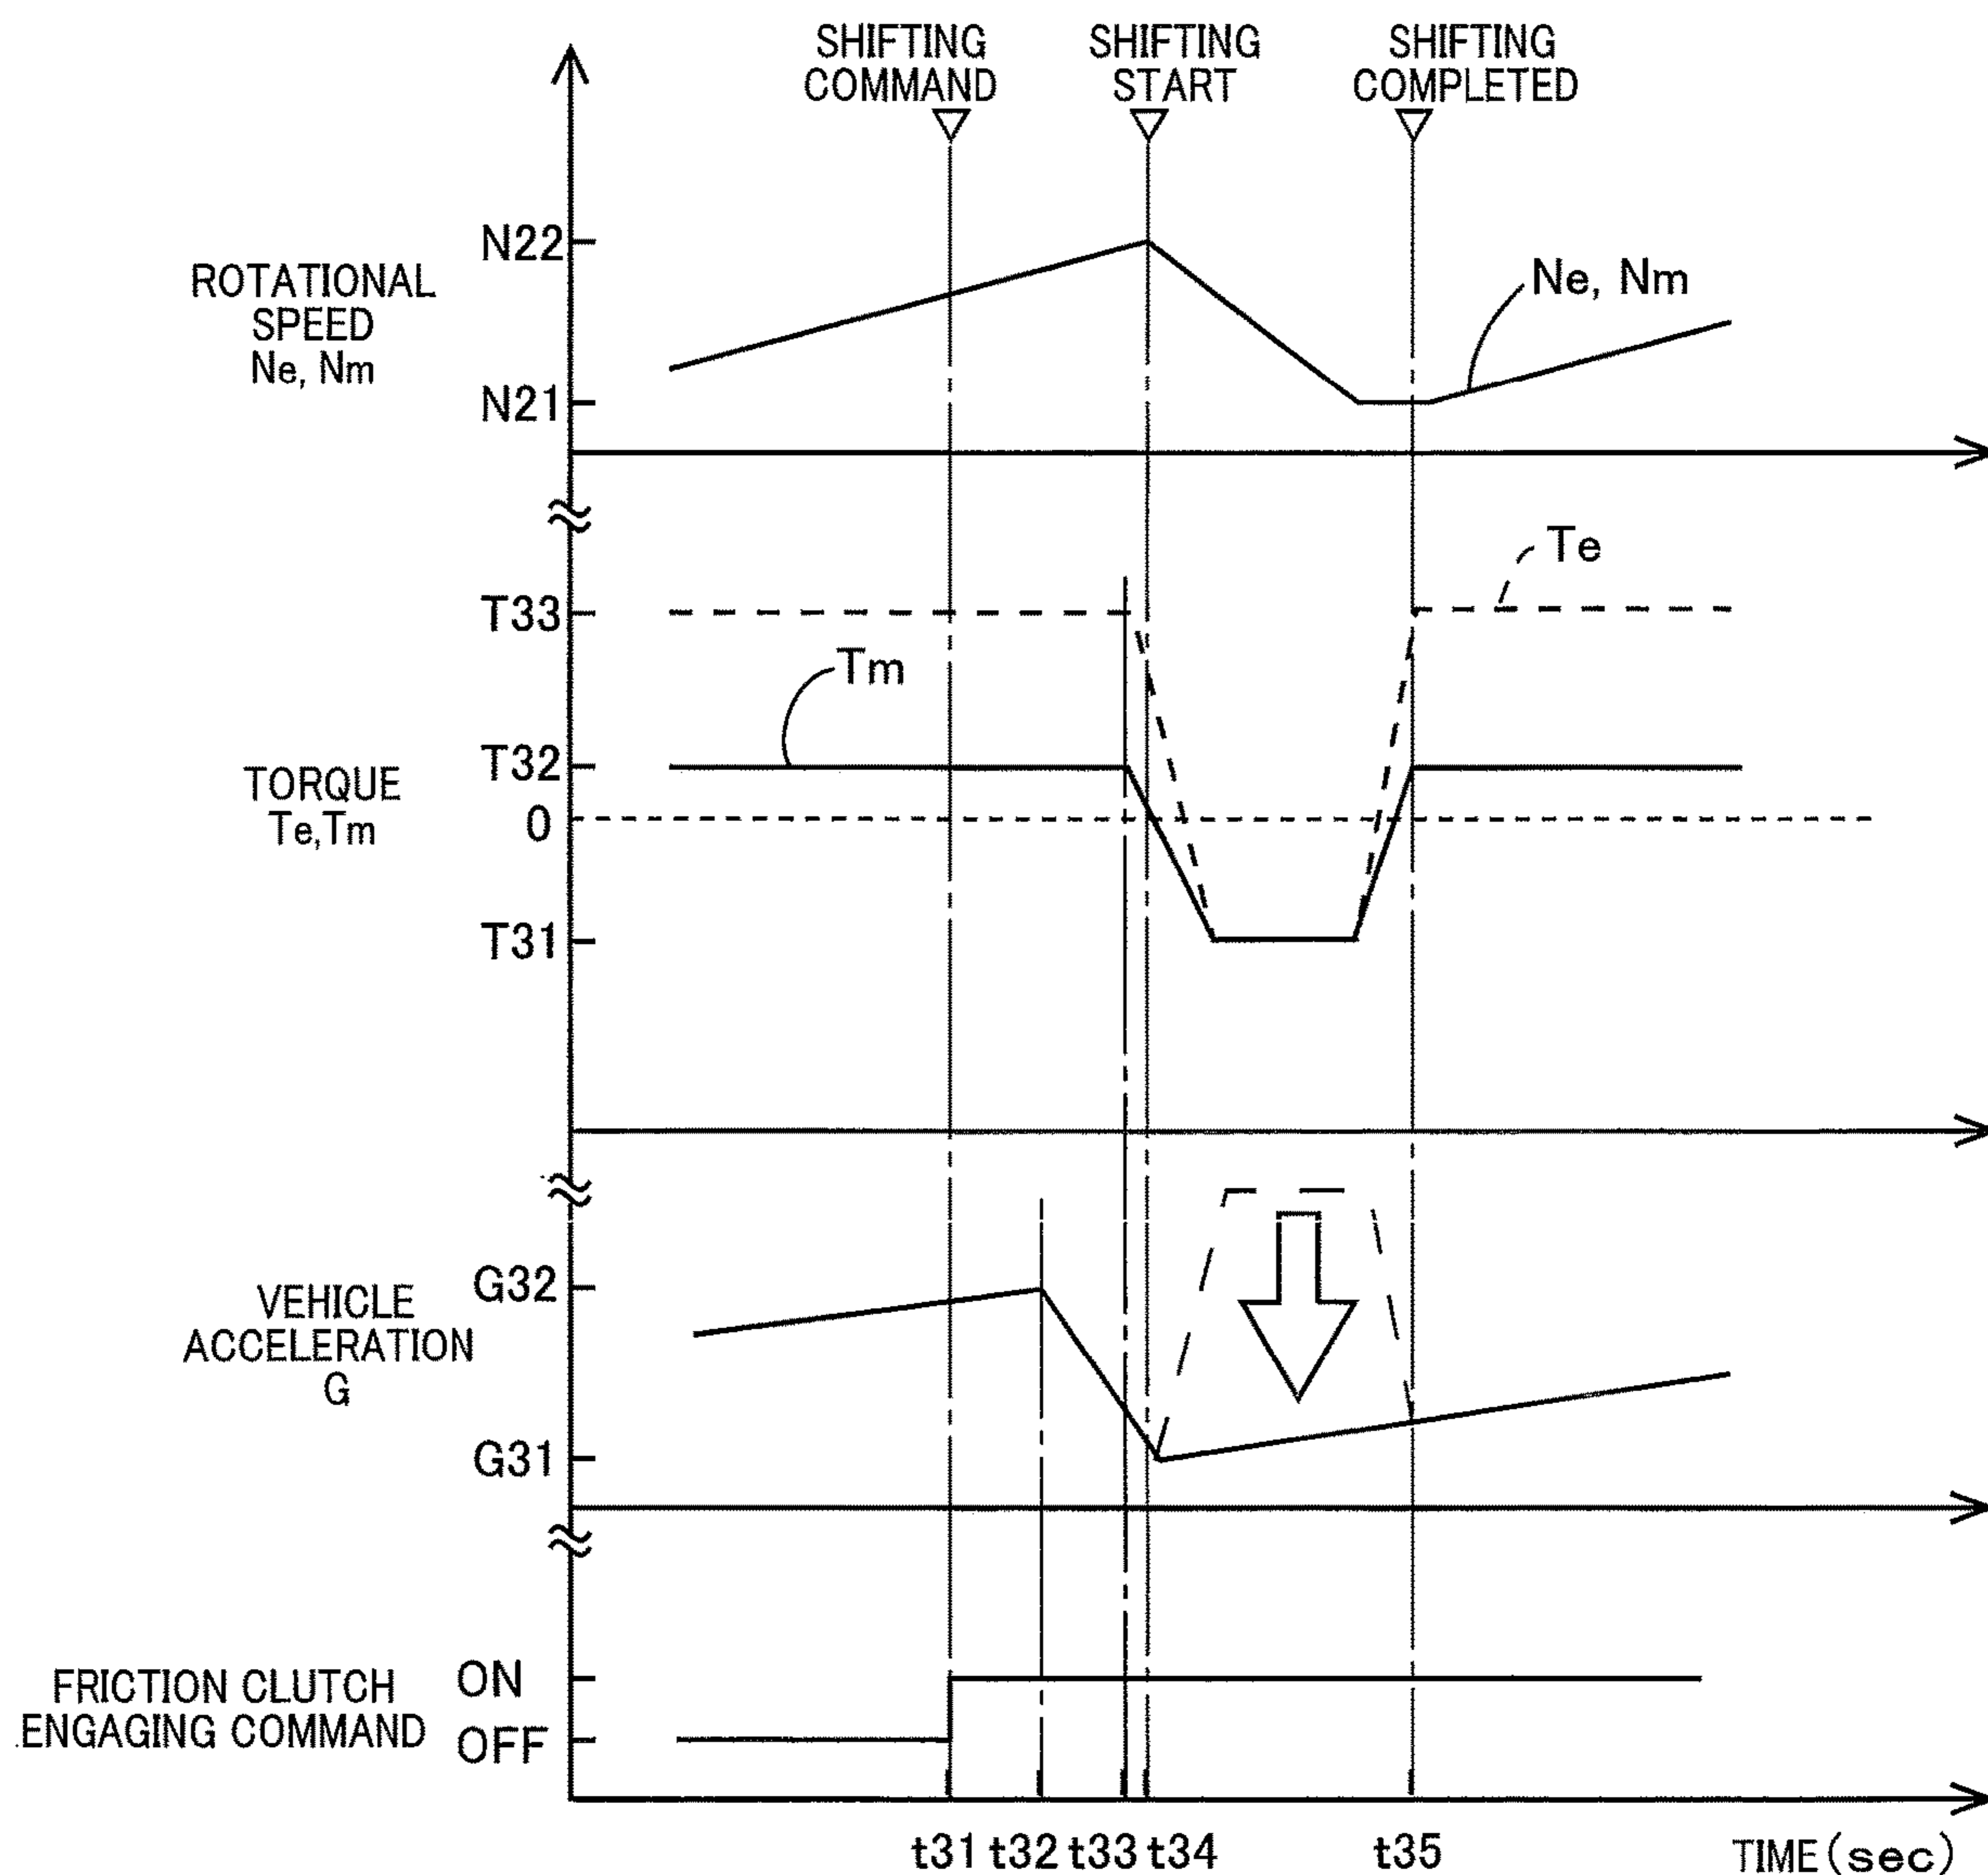 SHIFTING
COMMAND
SHIFTING
START
SHIFTING
COMPLETED
N22
ROTATIONAL
SPEED
Ne, Nm
N21
Ne, Nm
Te
T33
Tm
T32
TORQUE
Te,Tm
0
T31
G32
VEHICLE
ACCELERATION
G
G31
FRICTION CLUTCH
ENGAGING COMMAND
ON
OFF
t31 t32 t33 t34 t35 TIME(sec)